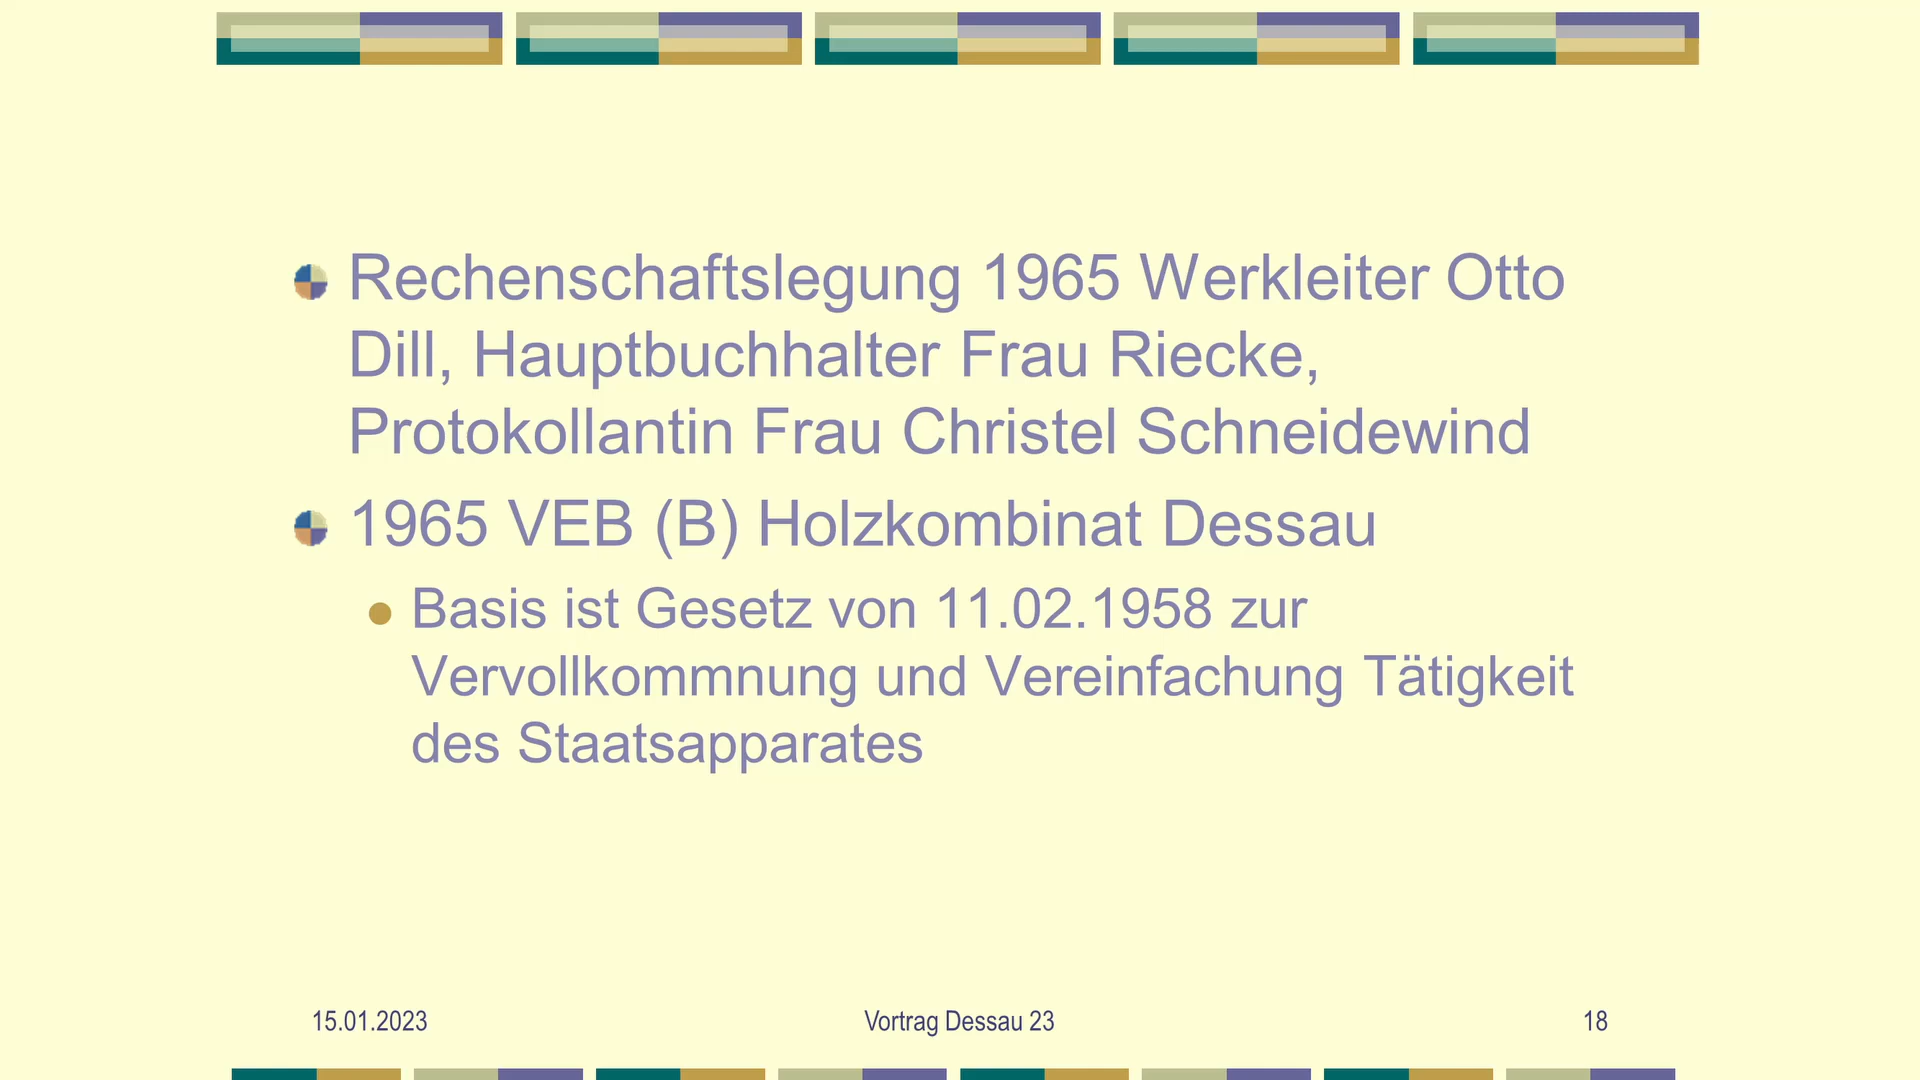 Rechenschaftslegung 1965 Werkleiter Otto
Dill, Hauptbuchhalter Frau Riecke,
Protokollantin Frau Christel Schneidewind
1965 VEB (B) Holzkombinat Dessau
Basis ist Gesetz von 11.02.1958 zur
Vervollkommnung und Vereinfachung Tätigkeit
des Staatsapparates
15.01.2023
Vortrag Dessau 23
18